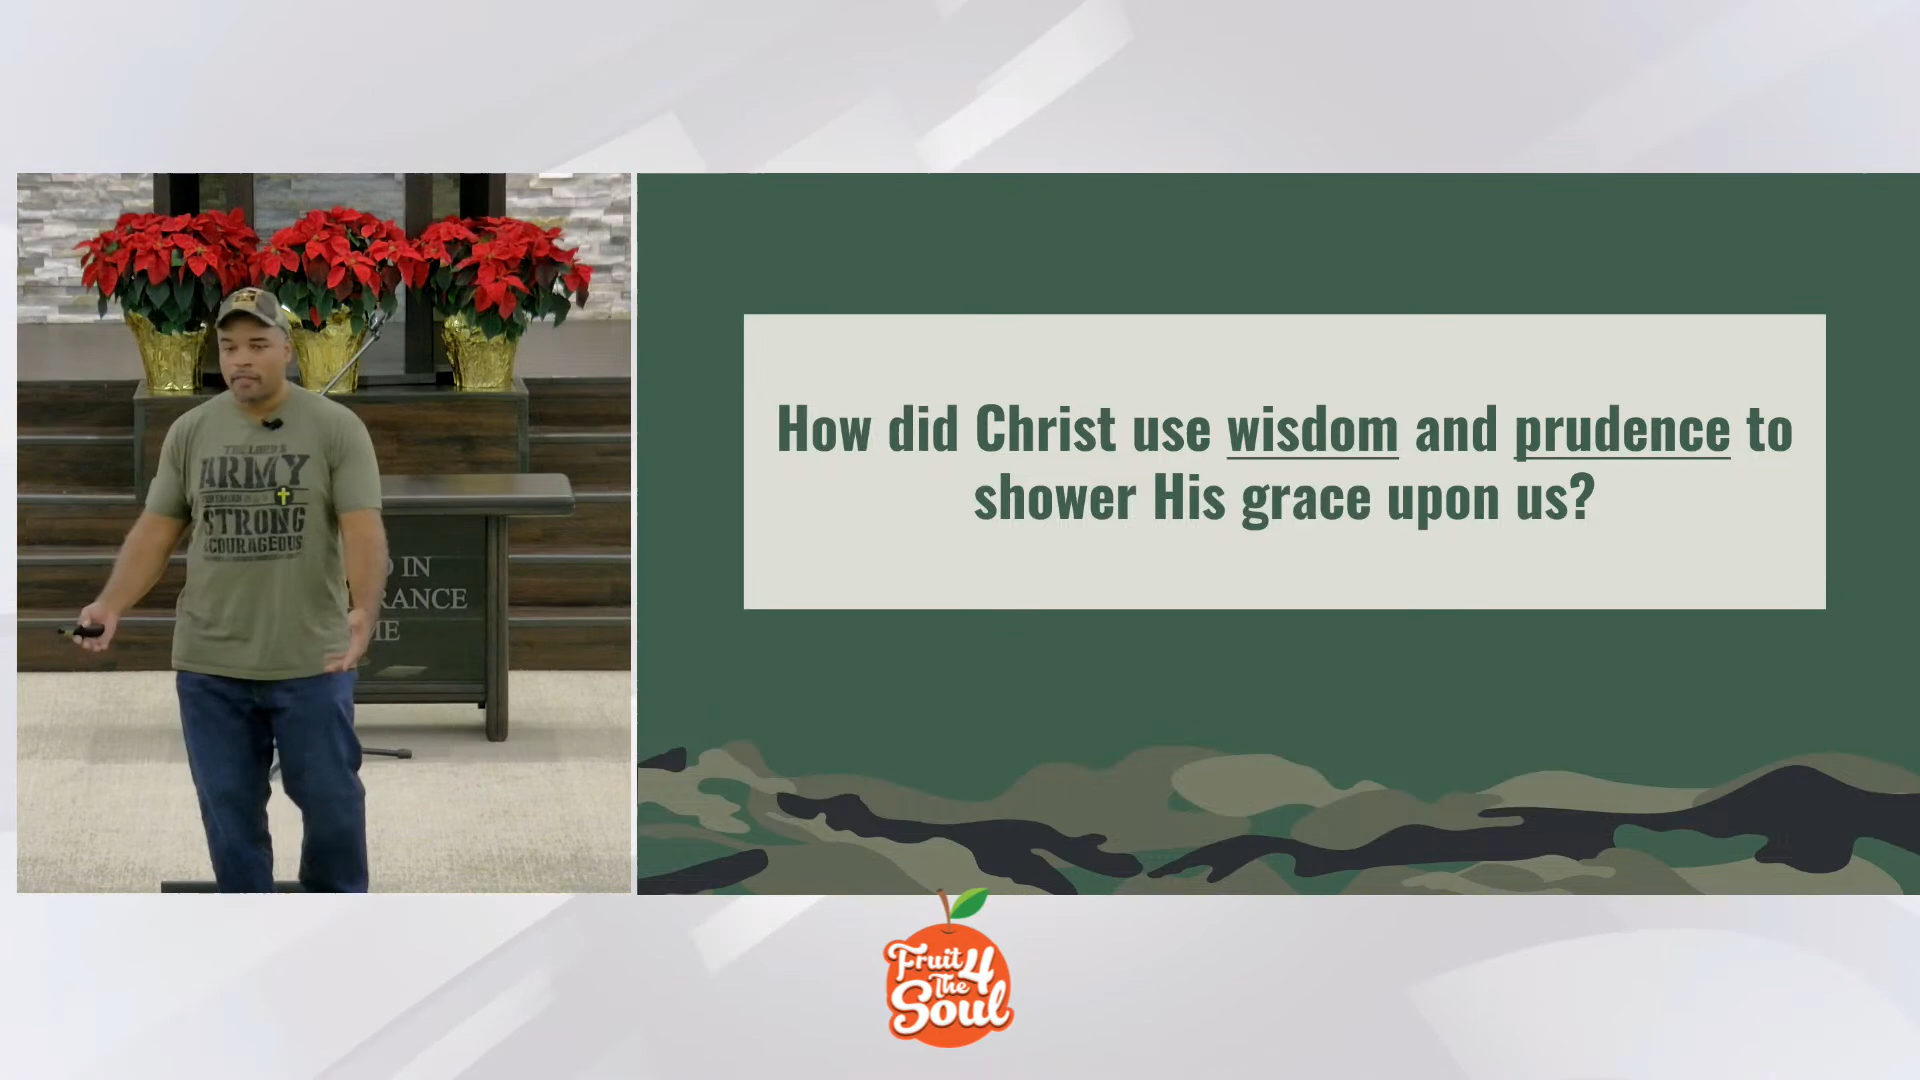 THE LORD'S
ARMY
STRONG
& COURAGEOUS
IN
RANCE
ME
How did Christ use wisdom and prudence to
shower His grace upon us?
Fruit 4
The
Soul